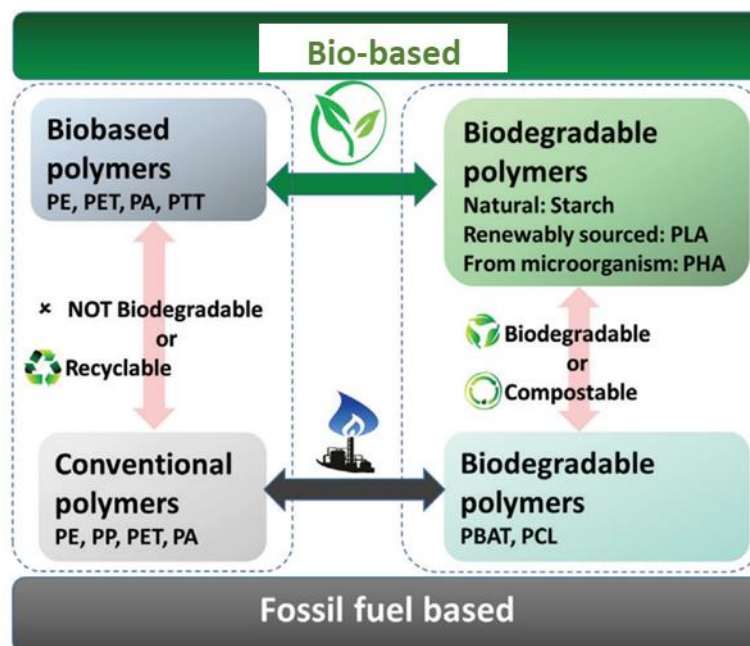 Bio-based
Biobased
polymers
PE, PET, PA, PTT
Biodegradable
polymers
Natural: Starch
Renewably sourced: PLA
From microorganism: PHA
× NOT Biodegradable
or
Recyclable
Biodegradable
or
Compostable
Conventional
polymers
PE, PP, PET, PA
Biodegradable
polymers
PBAT, PCL
Fossil fuel based